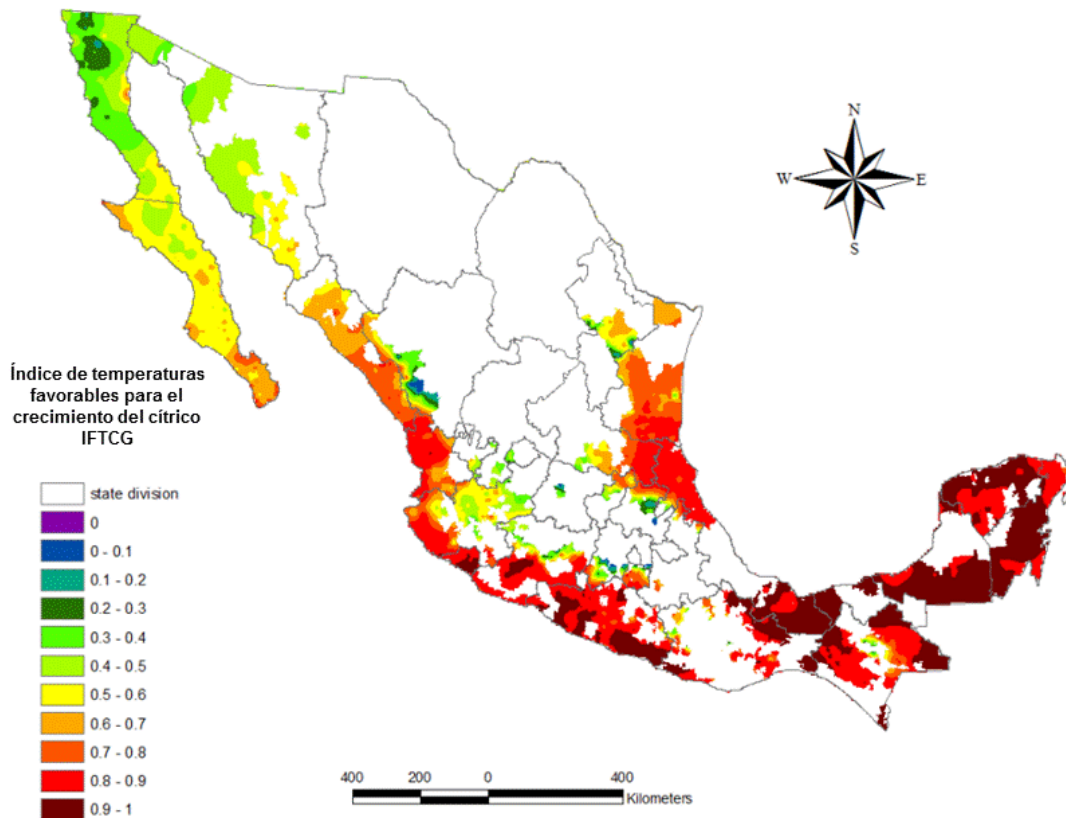 N
W E
S
Índice de temperaturas
favorables para el
crecimiento del cítrico
IFTCG
state division
0
0 - 0.1
0.1 - 0.2
0.2 - 0.3
0.3 - 0.4
0.4 - 0.5
0.5 - 0.6
0.6 - 0.7
0.7 - 0.8
0.8 - 0.9
0.9 - 1
400 200 0 400
Kilometers